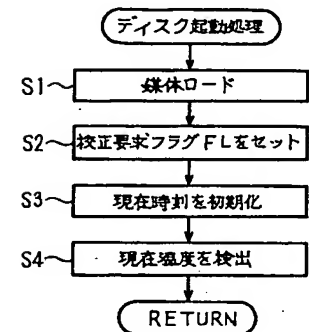 ディスク起動処理
S1 媒体ロード
S2 校正要求フラグFLをセット
S3 現在時刻を初期化
S4 現在温度を検出
RETURN